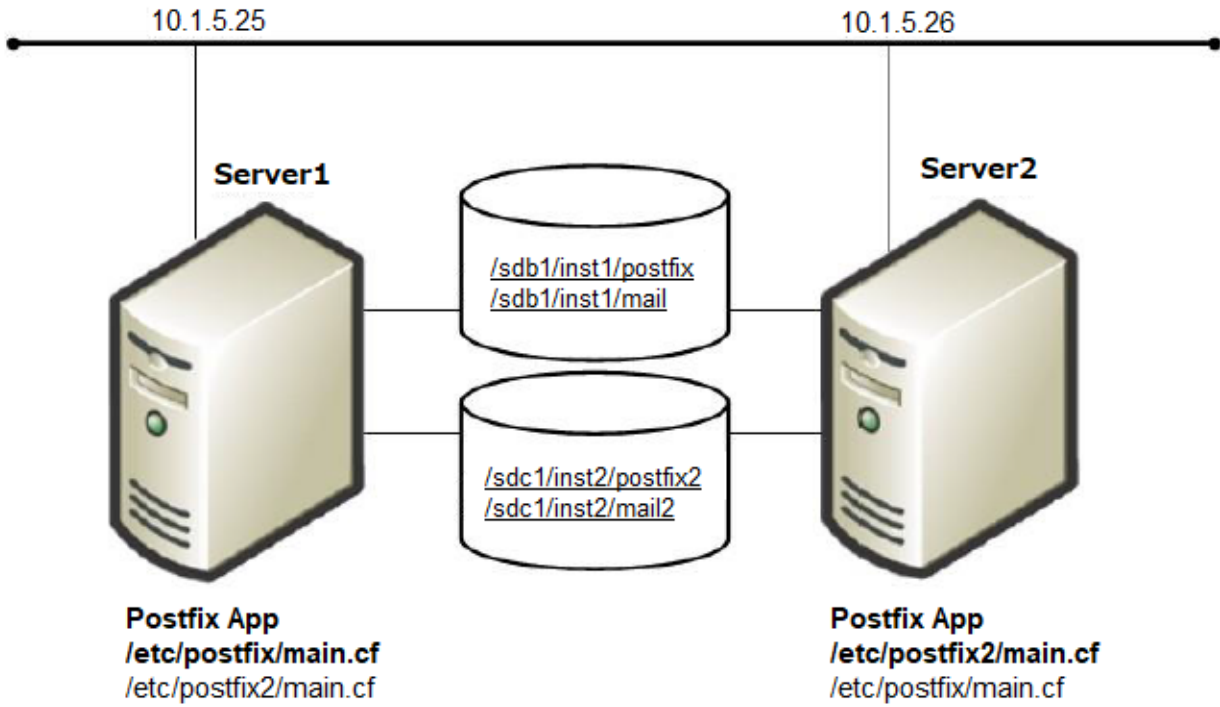 10.1.5.25
10.1.5.26
Server1
Server2
/sdb1/inst1/postfix
/sdb1/inst1/mail
/sdc1/inst2/postfix2
/sdc1/inst2/mail2
Postfix App
/etc/postfix/main.cf
/etc/postfix2/main.cf
Postfix App
/etc/postfix2/main.cf
/etc/postfix/main.cf